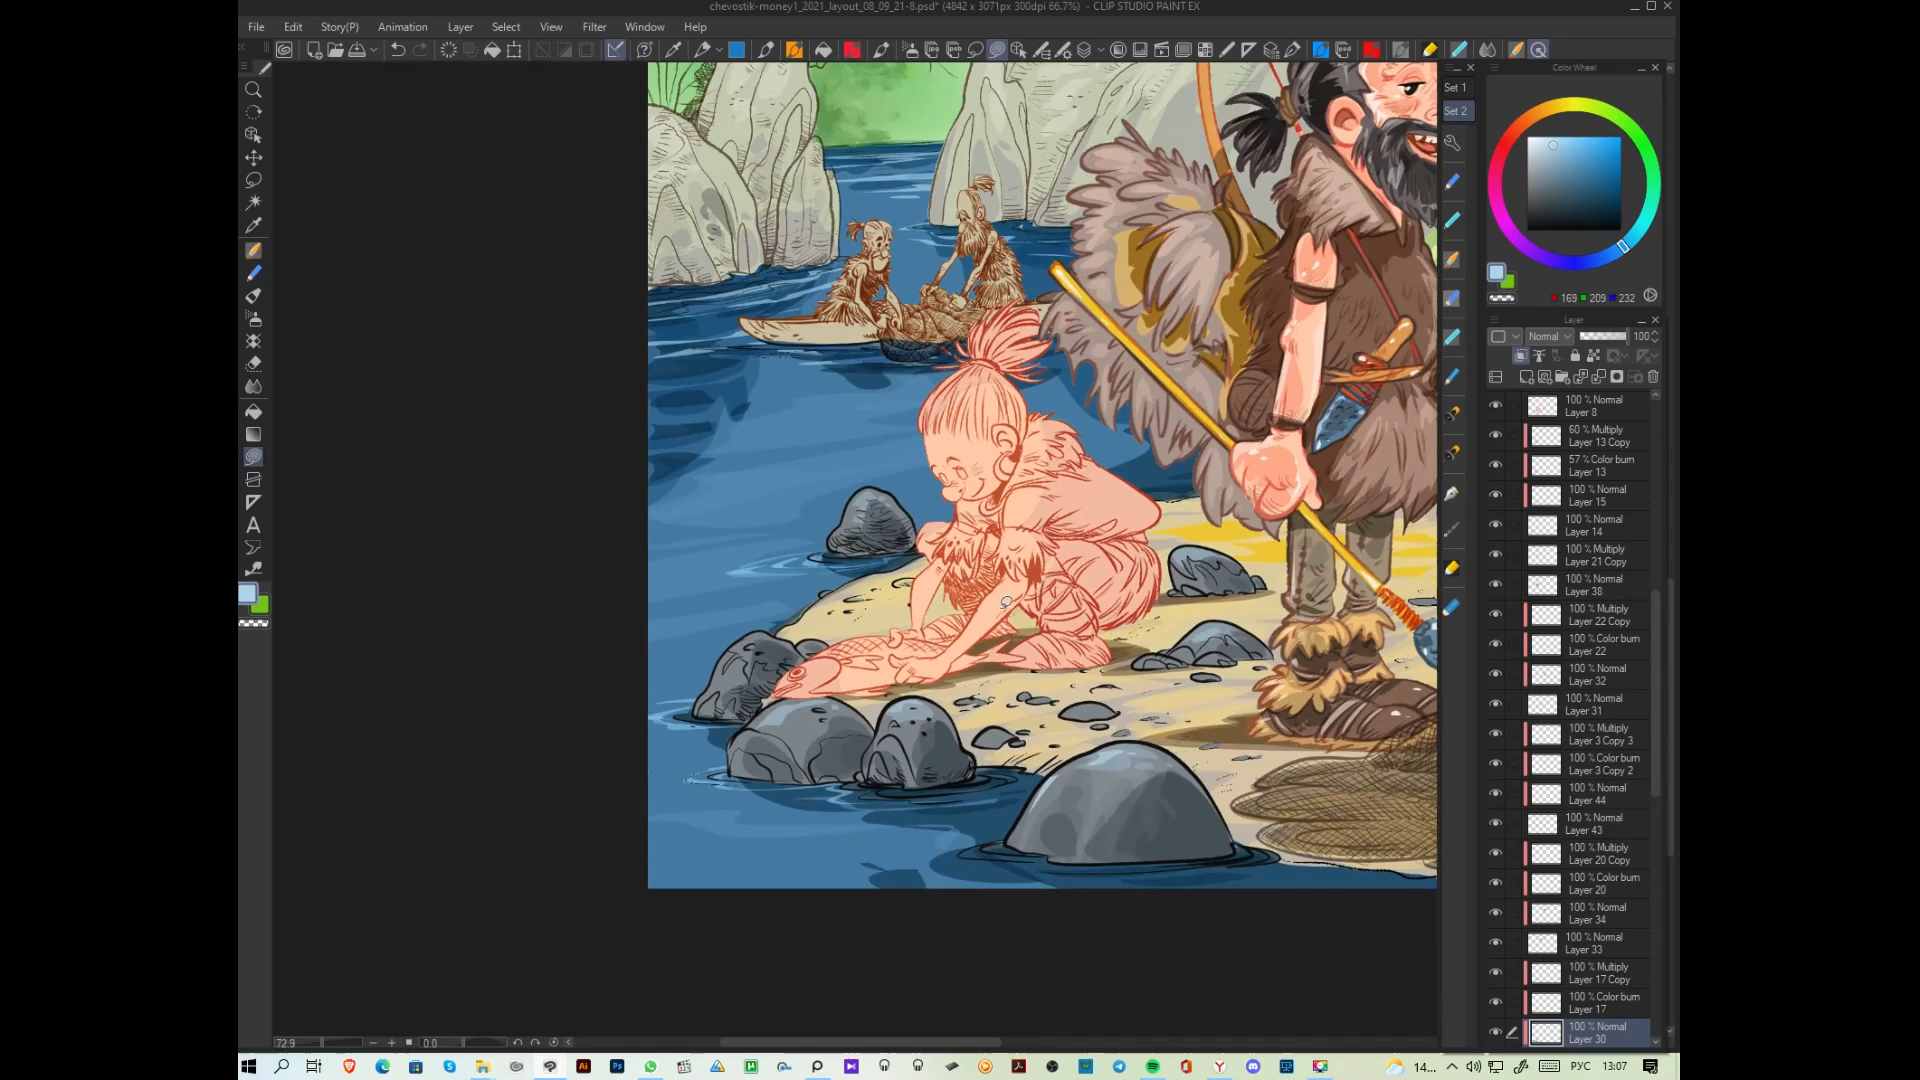 chevostik-money1_2021_layout_08_09_21-8.psd* (4842 x 3071px 300dpi 66.7%) - CLIP STUDIO PAINT EX
File Edit Story(P) Animation Layer Select View Filter Window Help
Set 1
Set 2
Color Wheel
169 209 232
Layer
Normal 100
100 % Normal
Layer 8
60 % Multiply
Layer 13 Copy
57 % Color burn
Layer 13
100 % Normal
Layer 15
100 % Normal
Layer 14
100 % Multiply
Layer 21 Copy
100 % Normal
Layer 38
100 % Multiply
Layer 22 Copy
100 % Color burn
Layer 22
100 % Normal
Layer 32
100 % Normal
Layer 31
100 % Multiply
Layer 3 Copy 3
100 % Color burn
Layer 3 Copy 2
100 % Normal
Layer 44
100 % Normal
Layer 43
100 % Multiply
Layer 20 Copy
100 % Color burn
Layer 20
100 % Normal
Layer 34
100 % Normal
Layer 33
100 % Multiply
Layer 17 Copy
100 % Color burn
Layer 17
100 % Normal
Layer 30
72.9 0.0
Ai Ps 14... РУС 13:07